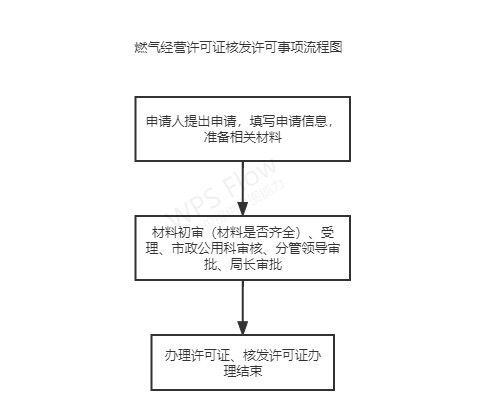 燃气经营许可证核发许可事项流程图
申请人提出申请，填写申请信息，
准备相关材料
WPS Flow
材料初审（材料是否齐全）、受
理、市政公用科审核、分管领导审
批、局长审批
办理许可证、核发许可证办
理结束